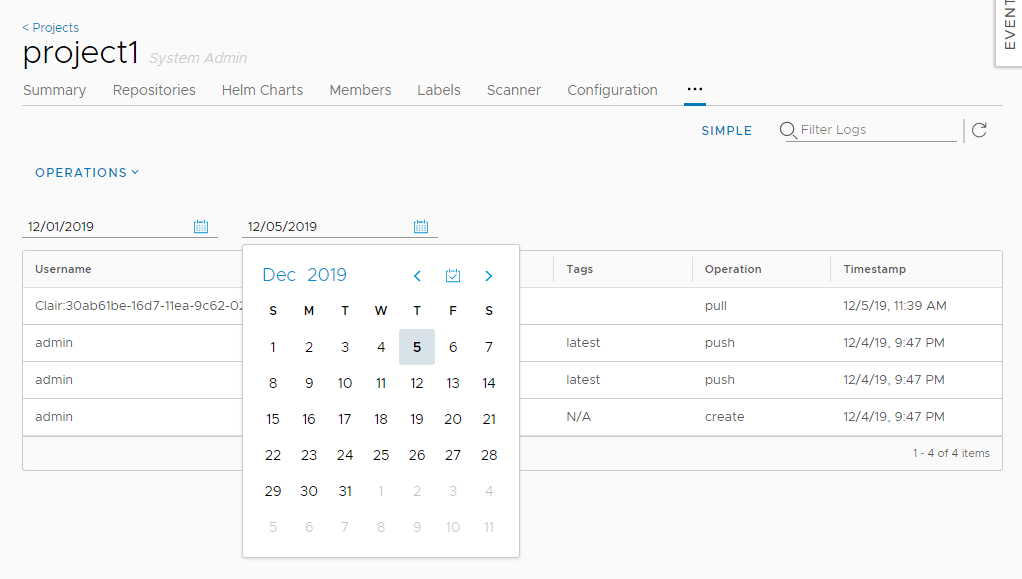 < Projects
project1 System Admin
Summary Repositories Helm Charts Members Labels Scanner Configuration ...
EVENT
SIMPLE Filter Logs
OPERATIONS
12/01/2019 12/05/2019
Username Tags Operation Timestamp
Clair:30ab61be-16d7-11ea-9c62-02 pull 12/5/19, 11:39 AM
admin latest push 12/4/19, 9:47 PM
admin latest push 12/4/19, 9:47 PM
admin N/A create 12/4/19, 9:47 PM
1 - 4 of 4 items
Dec 2019
S M T W T F S
1 2 3 4 5 6 7
8 9 10 11 12 13 14
15 16 17 18 19 20 21
22 23 24 25 26 27 28
29 30 31 1 2 3 4
5 6 7 8 9 10 11